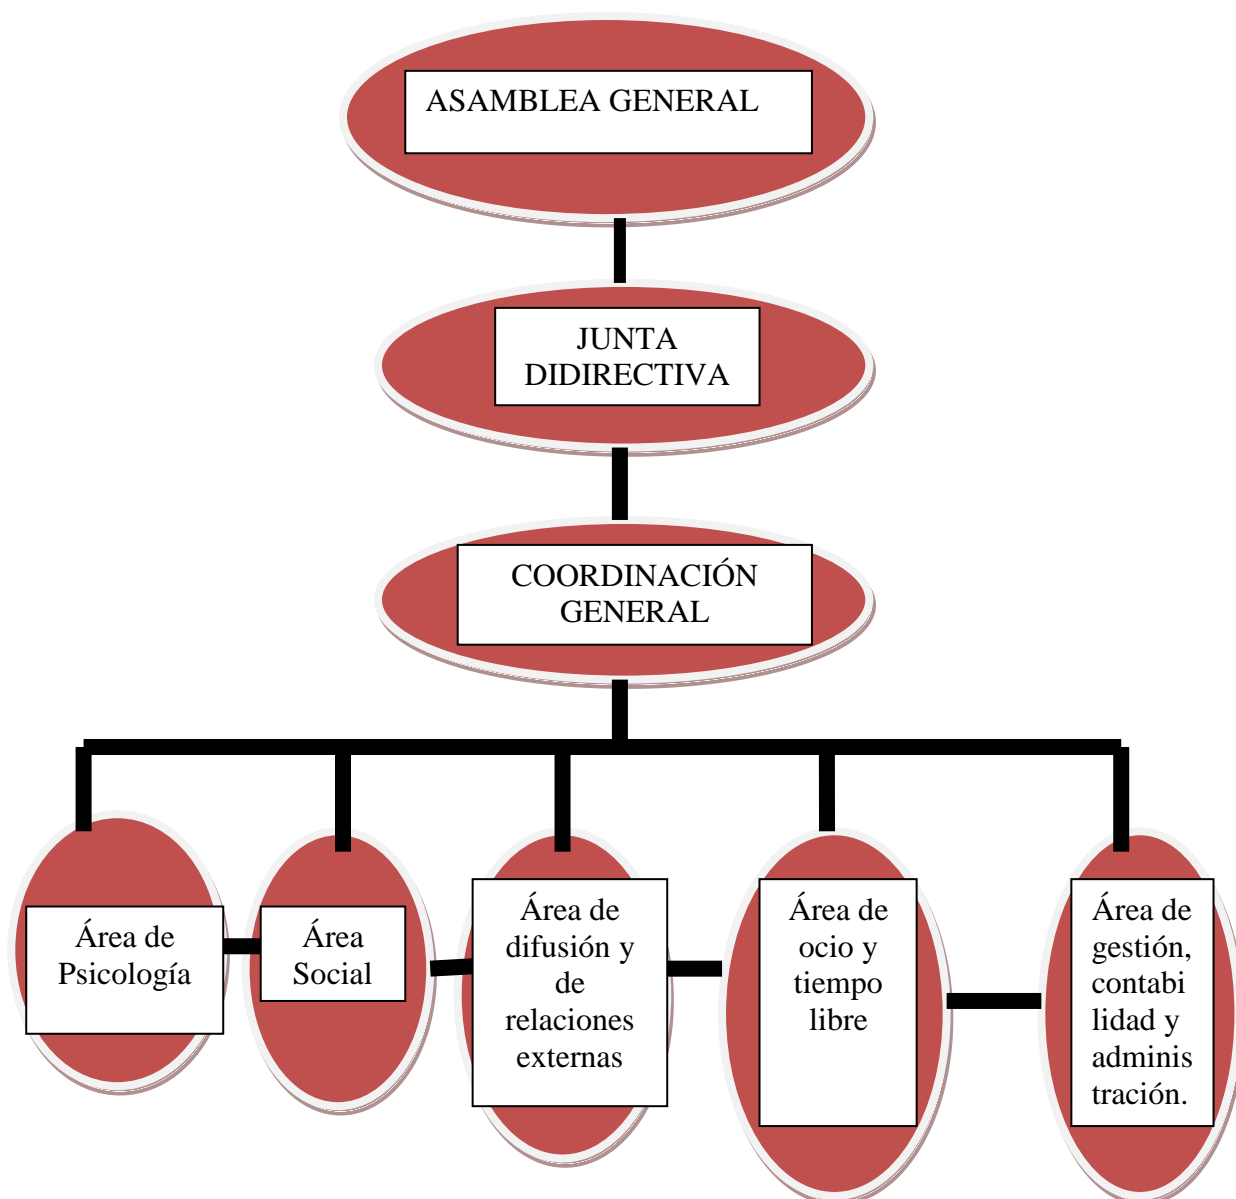 ASAMBLEA GENERAL
JUNTA
DIDIRECTIVA
COORDINACIÓN
GENERAL
Área de
Psicología
Área
Social
Área de
difusión y
de
relaciones
externas
Área de
ocio y
tiempo
libre
Área de
gestión,
contabi
lidad y
adminis
tración.